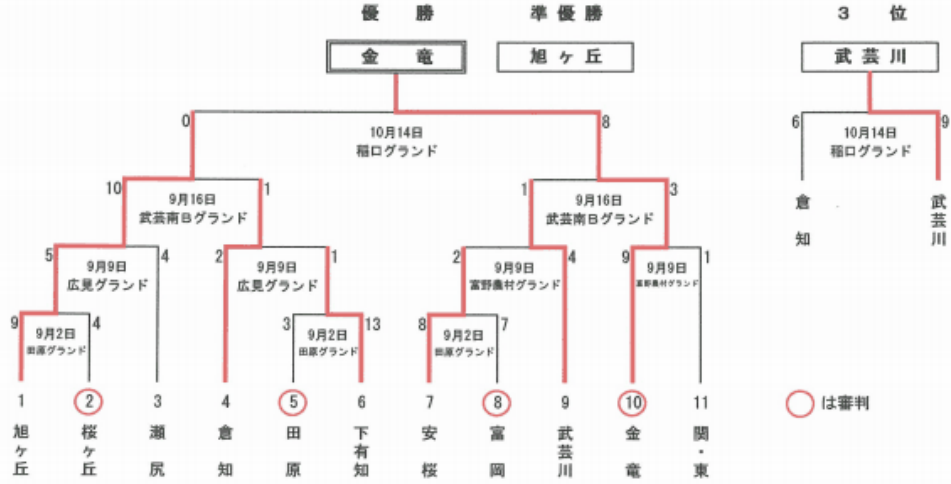 優勝 準優勝 3位
金竜 旭ヶ丘 武芸川
0 8 6 9
10月14日 10月14日
稲口グランド 稲口グランド
10 1 1 3
9月16日 9月16日
武芸南Bグランド 武芸南Bグランド
倉知 武芸川
5 4 2 1 2 4 9 1
9月9日 9月9日 9月9日 9月9日
広見グランド 広見グランド 富野農村グランド 富野農村グランド
9 4 3 13 8 7
9月2日 9月2日 9月2日
田原グランド 田原グランド 田原グランド
1 2 3 4 5 6 7 8 9 10 11 は審判
旭ヶ丘 桜ヶ丘 瀬尻 倉知 田原 下有知 安桜 富岡 武芸川 金竜 関・東